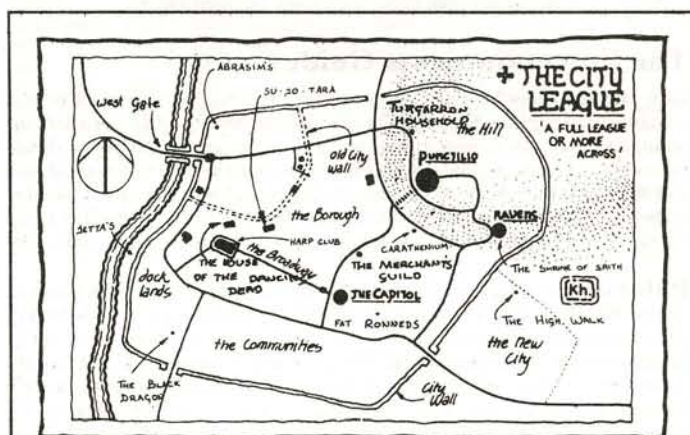 + THE CITY
LEAGUE
'A FULL LEAGUE
OR MORE
ACROSS'
ABRASIM'S
SU-20-TARA
West Gate
TURGARRON
HOUSEHOLD
the Hill
Old City
Wall
PUNCTILIO
the Borough
RAVENS
JETTA'S
HARP CLUB
CARATHENIUM
the Broadway
THE HOUSE
OF THE DANCING
DEAD
THE MERCHANTS
GUILD
THE SHRINE OF SAITH
Kh
dock
lands
THE CAPITOL
THE HIGH WALK
FAT RONNEDS
the New
City
the Communities
THE BLACK
DRAGON
City
Wall